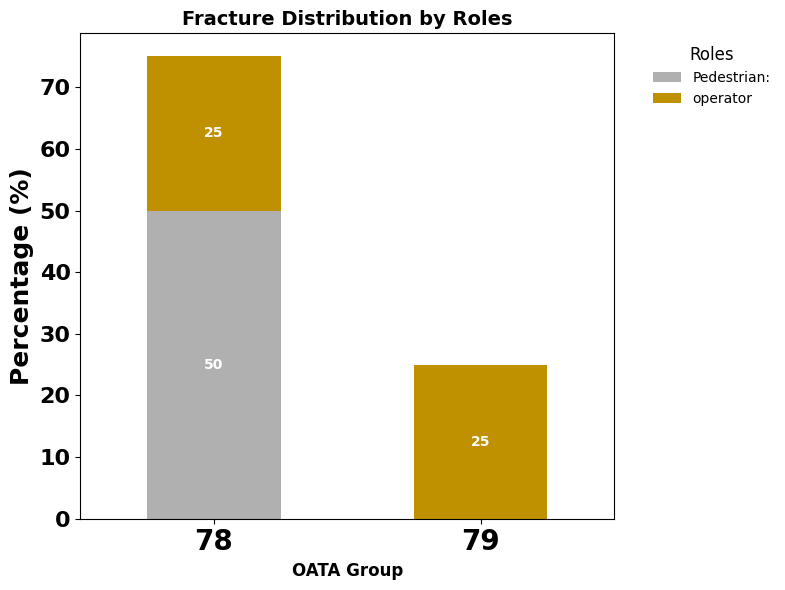 Fracture Distribution by Roles
Percentage (%)
70
60
50
40
30
20
10
0
25
50
25
78
79
OATA Group
Roles
Pedestrian:
operator